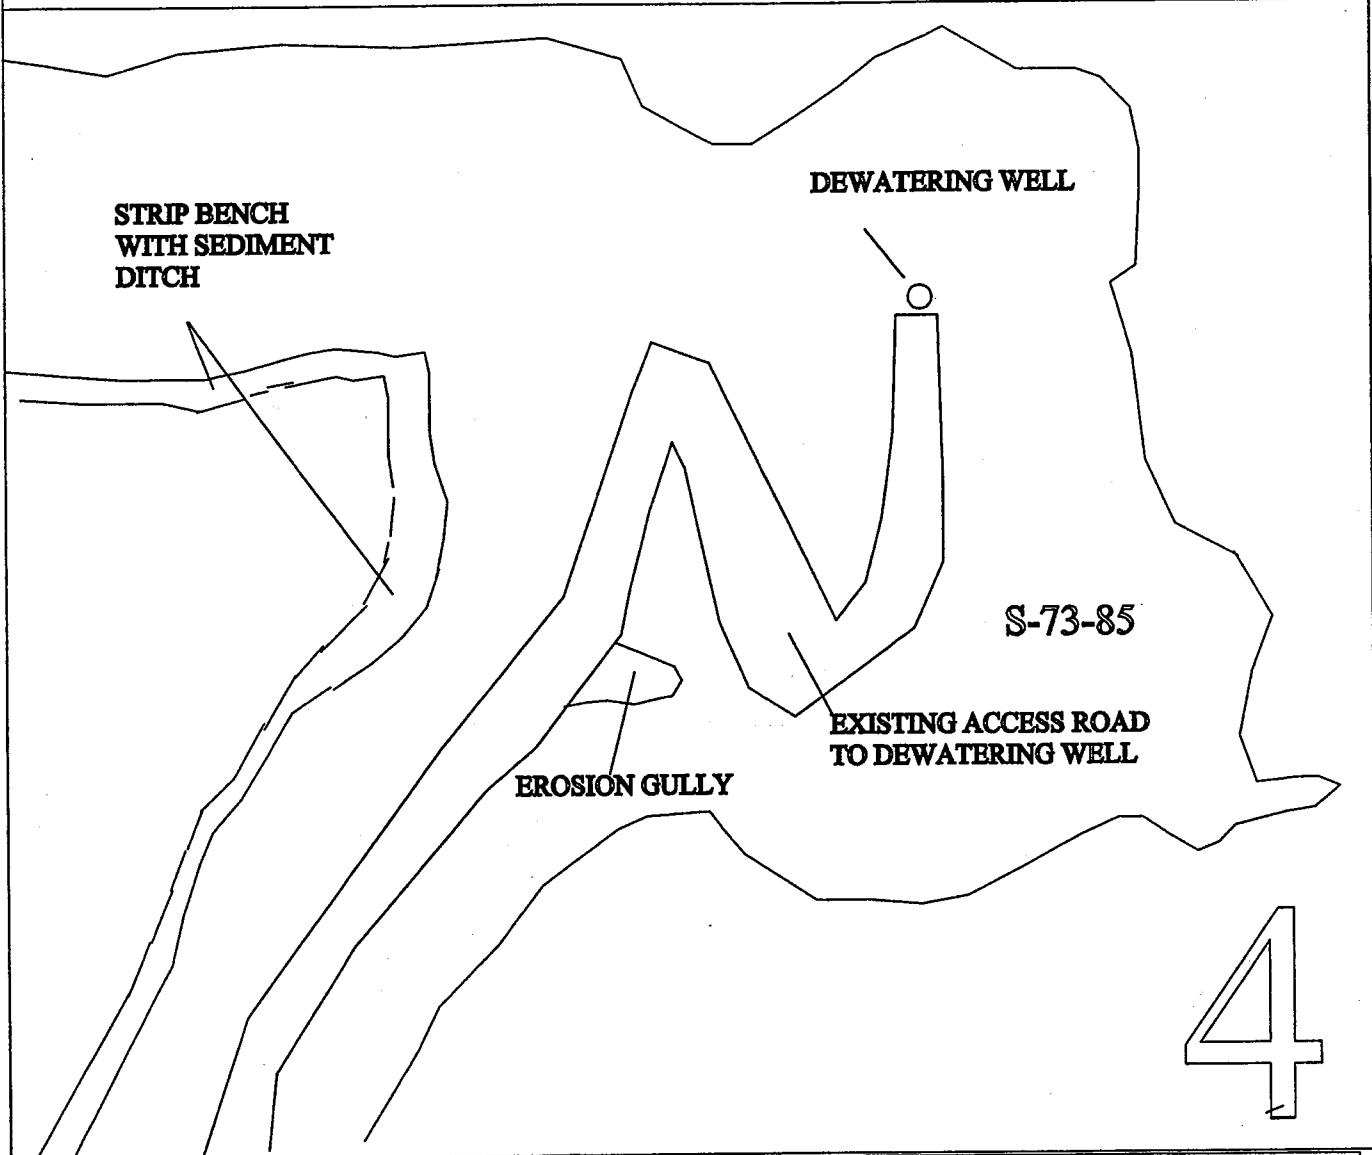 DEWATERING WELL
STRIP BENCH
WITH SEDIMENT
DITCH
S-73-85
EXISTING ACCESS ROAD
TO DEWATERING WELL
EROSION GULLY
4